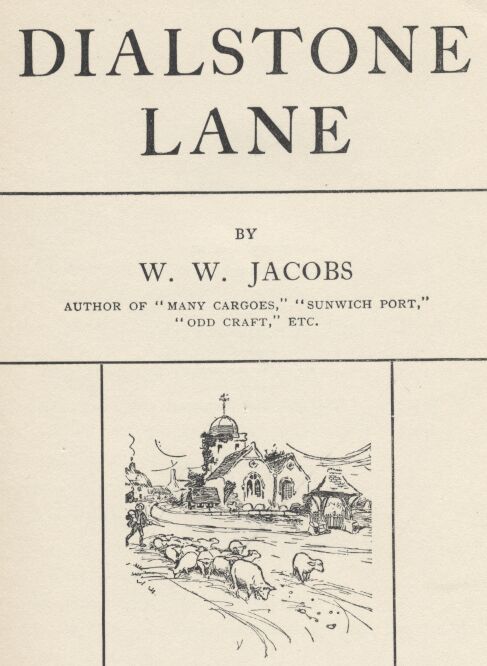 DIALSTONE
LANE
BY
W. W. JACOBS
AUTHOR OF "MANY CARGOES," "SUNWICH PORT,"
"ODD CRAFT," ETC.